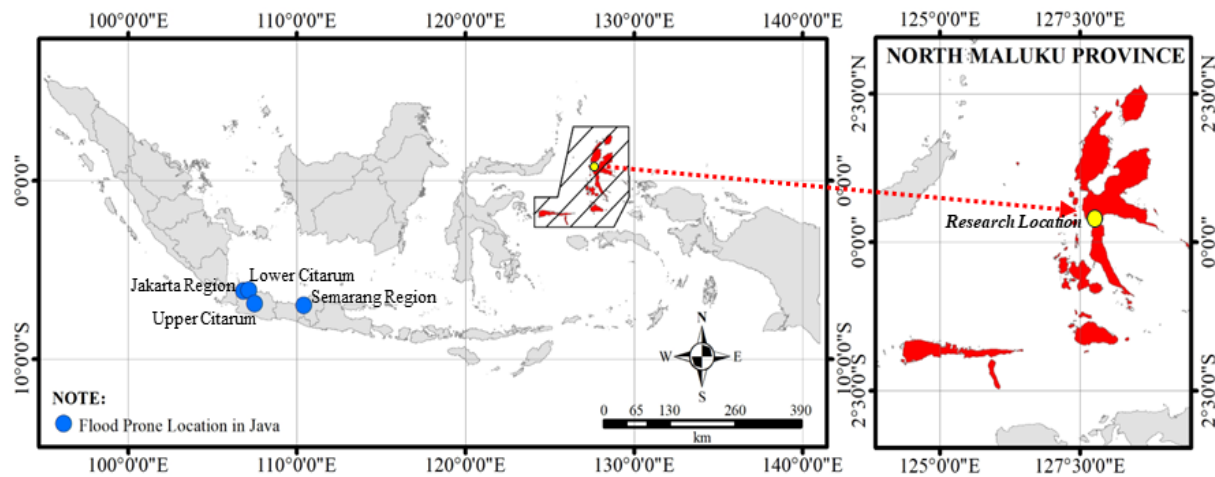 100°0'0"E 110°0'0"E 120°0'0"E 130°0'0"E 140°0'0"E
0°0'0"
10°0'0"S
Jakarta Region
Lower Citarum
Upper Citarum
Semarang Region
N
W E
S
NOTE:
Flood Prone Location in Java
0 65 130 260 390
km
0°0'0"
10°0'0"S
100°0'0"E 110°0'0"E 120°0'0"E 130°0'0"E 140°0'0"E
125°0'0"E 127°30'0"E
NORTH MALUKU PROVINCE
2°30'0"N
0°0'0"
2°30'0"S
Research Location
2°30'0"N
0°0'0"
2°30'0"S
125°0'0"E 127°30'0"E